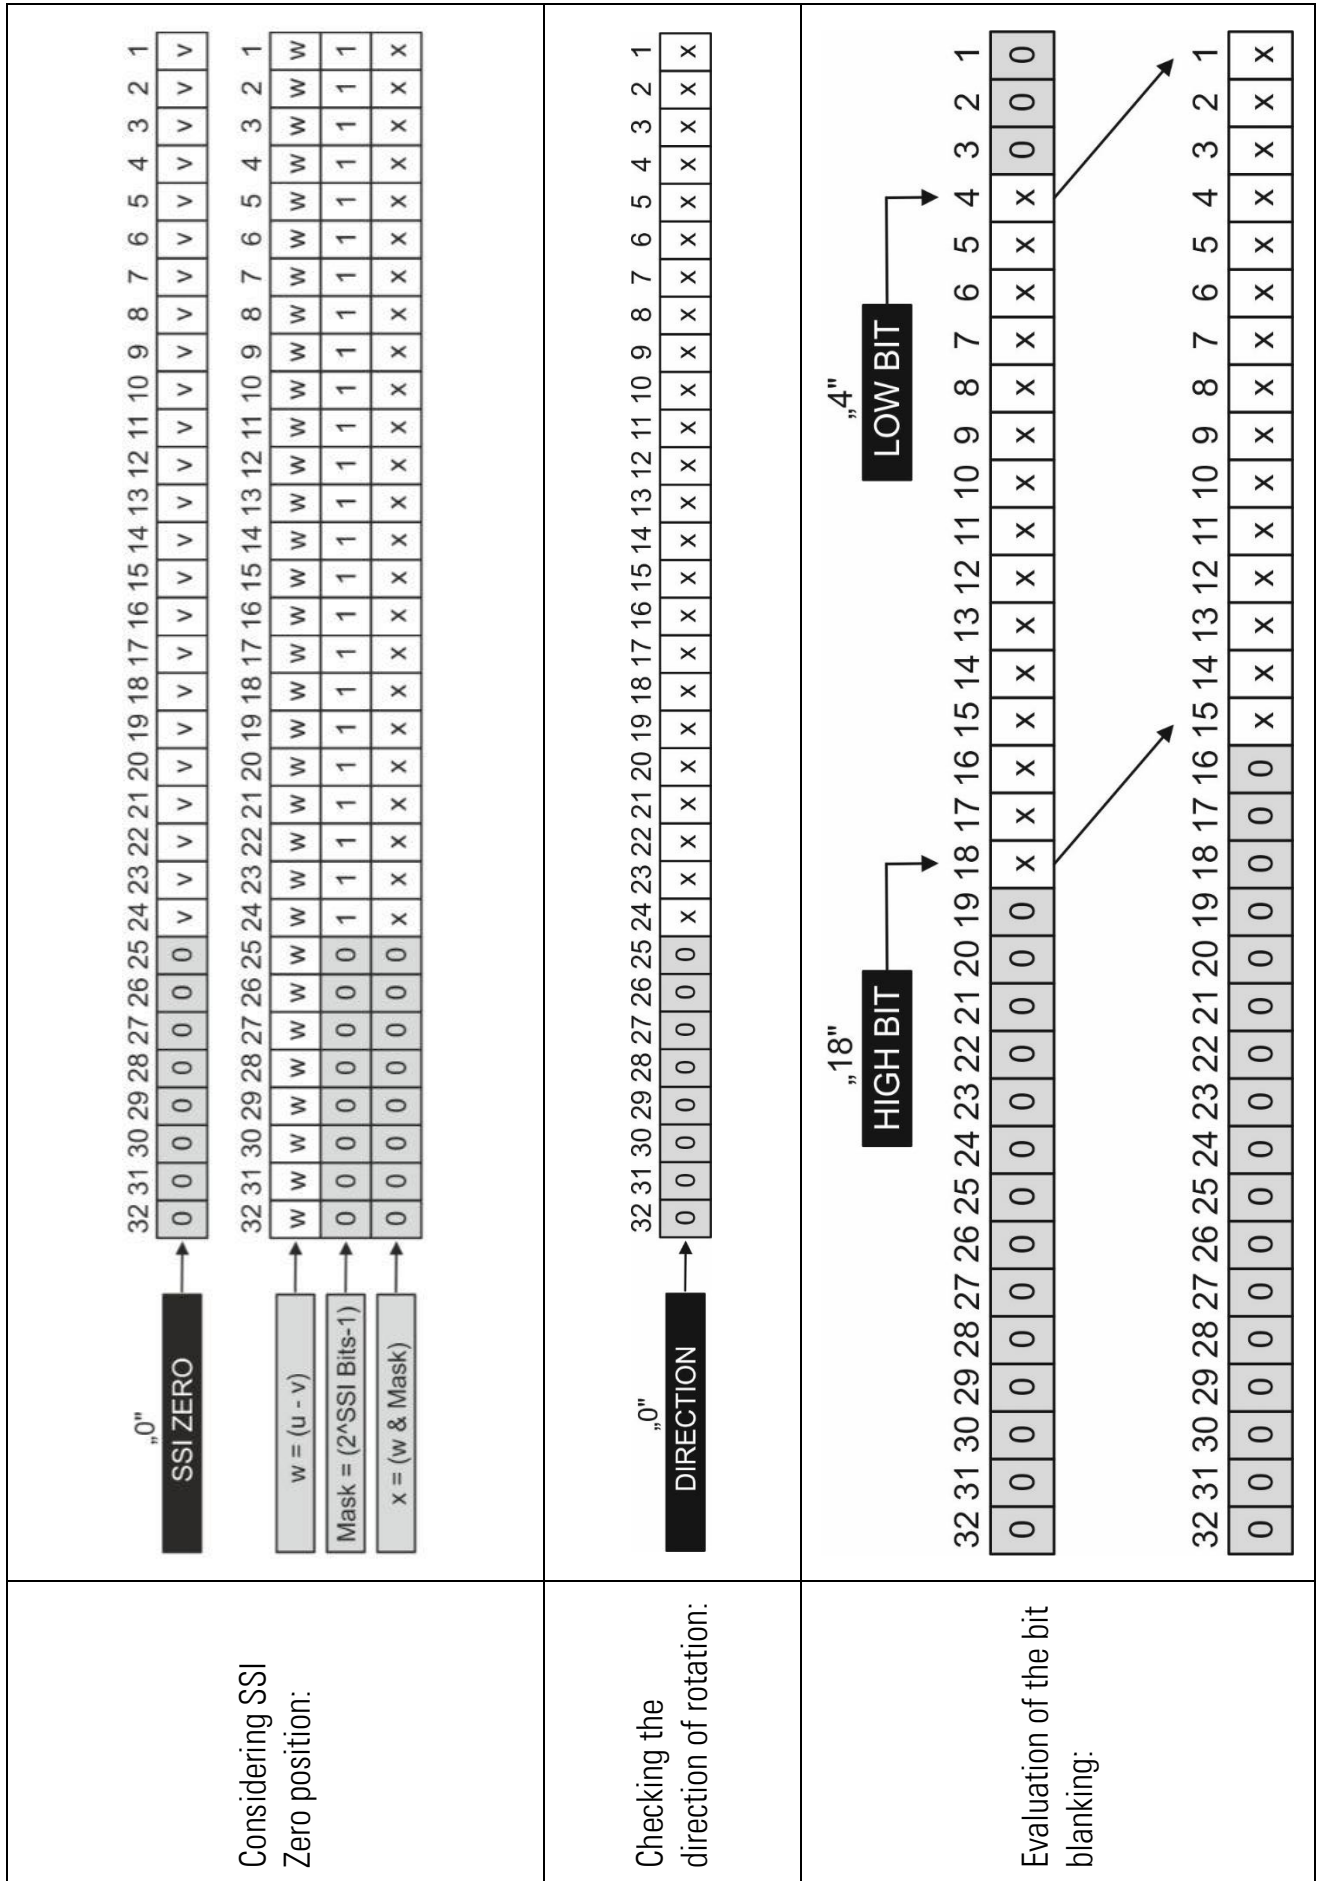 Considering SSI
Zero position:
„0"
SSI ZERO
32 31 30 29 28 27 26 25 24 23 22 21 20 19 18 17 16 15 14 13 12 11 10 9 8 7 6 5 4 3 2 1
0 0 0 0 0 0 0 0 v v v v v v v v v v v v v v v v v v v v v v v v
32 31 30 29 28 27 26 25 24 23 22 21 20 19 18 17 16 15 14 13 12 11 10 9 8 7 6 5 4 3 2 1
w = (u - v)
w w w w w w w w w w w w w w w w w w w w w w w w w w w w w w w w
Mask = (2^SSI Bits-1)
0 0 0 0 0 0 0 0 1 1 1 1 1 1 1 1 1 1 1 1 1 1 1 1 1 1 1 1 1 1 1 1
x = (w & Mask)
0 0 0 0 0 0 0 0 x x x x x x x x x x x x x x x x x x x x x x x x
Checking the
direction of rotation:
„0"
DIRECTION
32 31 30 29 28 27 26 25 24 23 22 21 20 19 18 17 16 15 14 13 12 11 10 9 8 7 6 5 4 3 2 1
0 0 0 0 0 0 0 0 x x x x x x x x x x x x x x x x x x x x x x x x
Evaluation of the bit
blanking:
„18" „4"
HIGH BIT LOW BIT
32 31 30 29 28 27 26 25 24 23 22 21 20 19 18 17 16 15 14 13 12 11 10 9 8 7 6 5 4 3 2 1
0 0 0 0 0 0 0 0 0 0 0 0 0 0 x x x x x x x x x x x x x x x 0 0 0
32 31 30 29 28 27 26 25 24 23 22 21 20 19 18 17 16 15 14 13 12 11 10 9 8 7 6 5 4 3 2 1
0 0 0 0 0 0 0 0 0 0 0 0 0 0 0 0 0 x x x x x x x x x x x x x x x